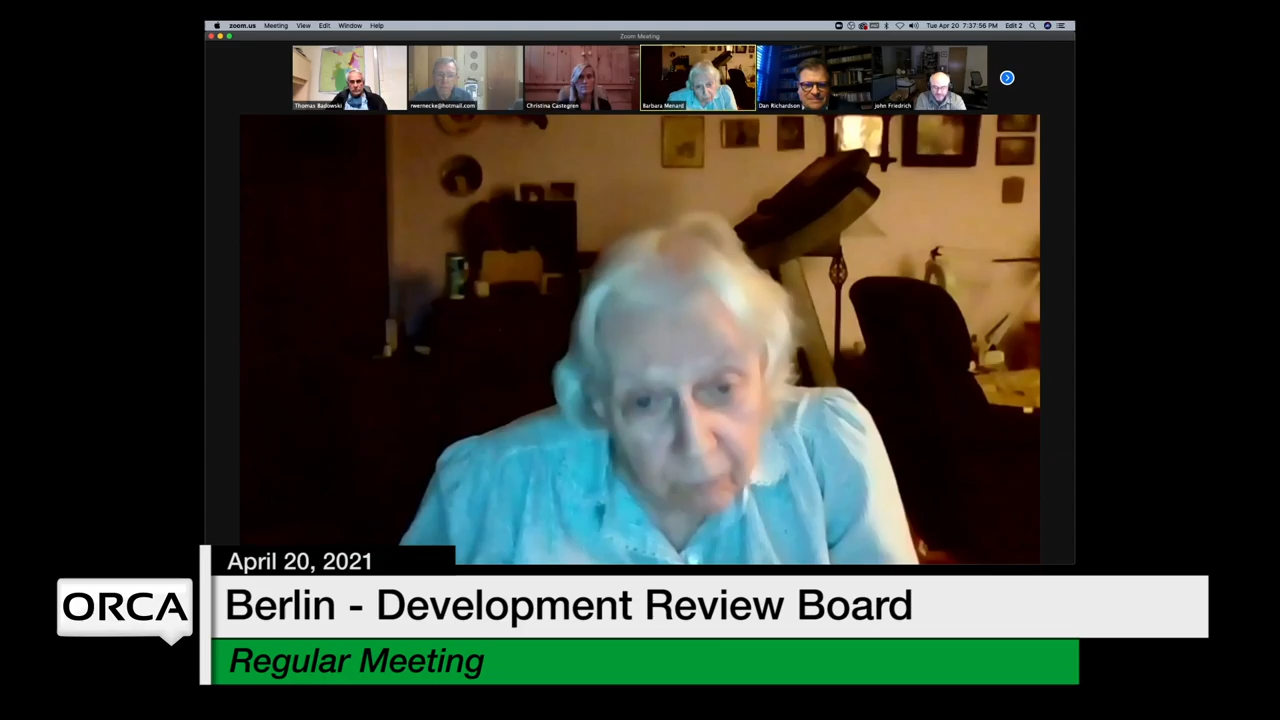 zoom.us Meeting View Edit Window Help
Tue Apr 20 7:37:56 PM Edit 2
Zoom Meeting
Thomas Badowski
rwernecke@hotmail.com
Christina Castegren
Barbara Menard
Dan Richardson
John Friedrich
April 20, 2021
ORCA
Berlin - Development Review Board
Regular Meeting